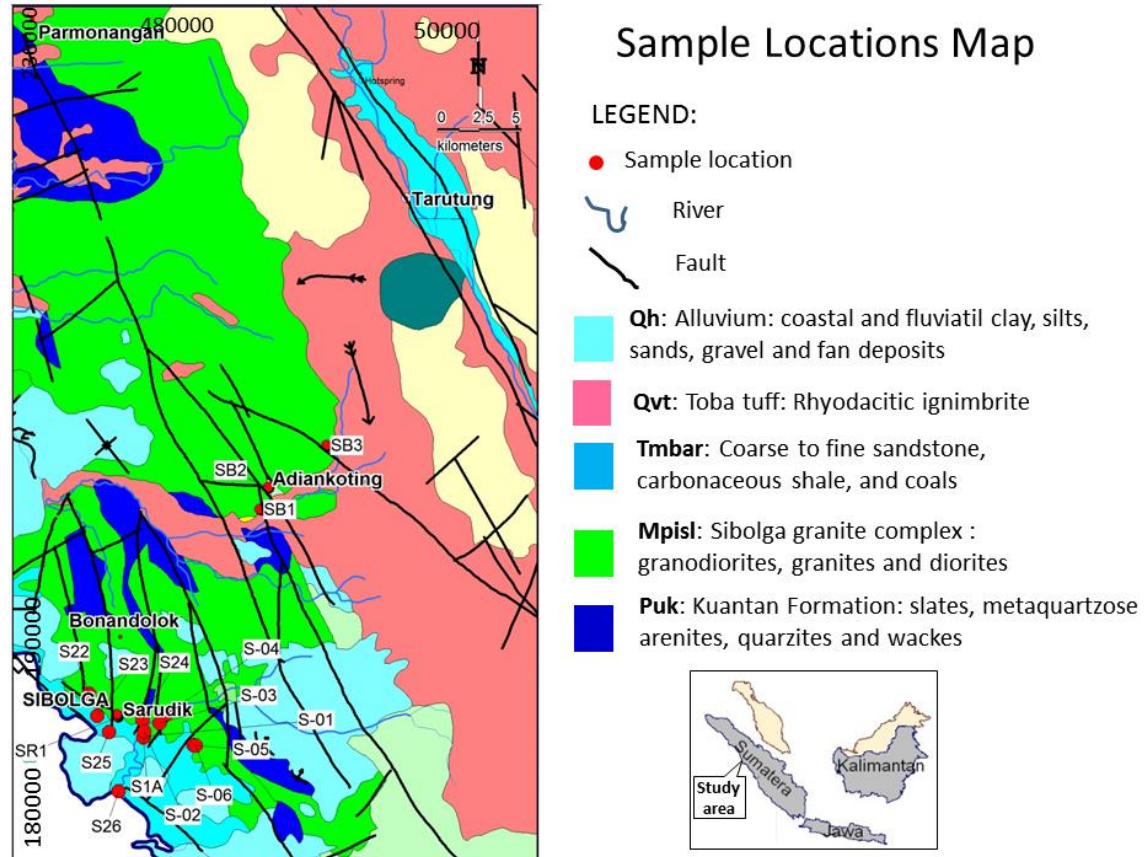 Parmonangan
480000
50000
230000
Hotspring
N
0 2,5 5
kilometers
Tarutung
SB3
SB2
Adiankoting
SB1
190000
Bonandolok
S22
S23
S24
S-04
S-03
SIBOLGA
Sarudik
S-01
SR1
S-05
S25
S1A
S-06
S-02
S26
180000
Sample Locations Map
LEGEND:
Sample location
River
Fault
Qh: Alluvium: coastal and fluviatil clay, silts,
sands, gravel and fan deposits
Qvt: Toba tuff: Rhyodacitic ignimbrite
Tmbar: Coarse to fine sandstone,
carbonaceous shale, and coals
Mpisl: Sibolga granite complex :
granodiorites, granites and diorites
Puk: Kuantan Formation: slates, metaquartzose
arenites, quarzites and wackes
Sumatera
Kalimantan
Study
area
Jawa